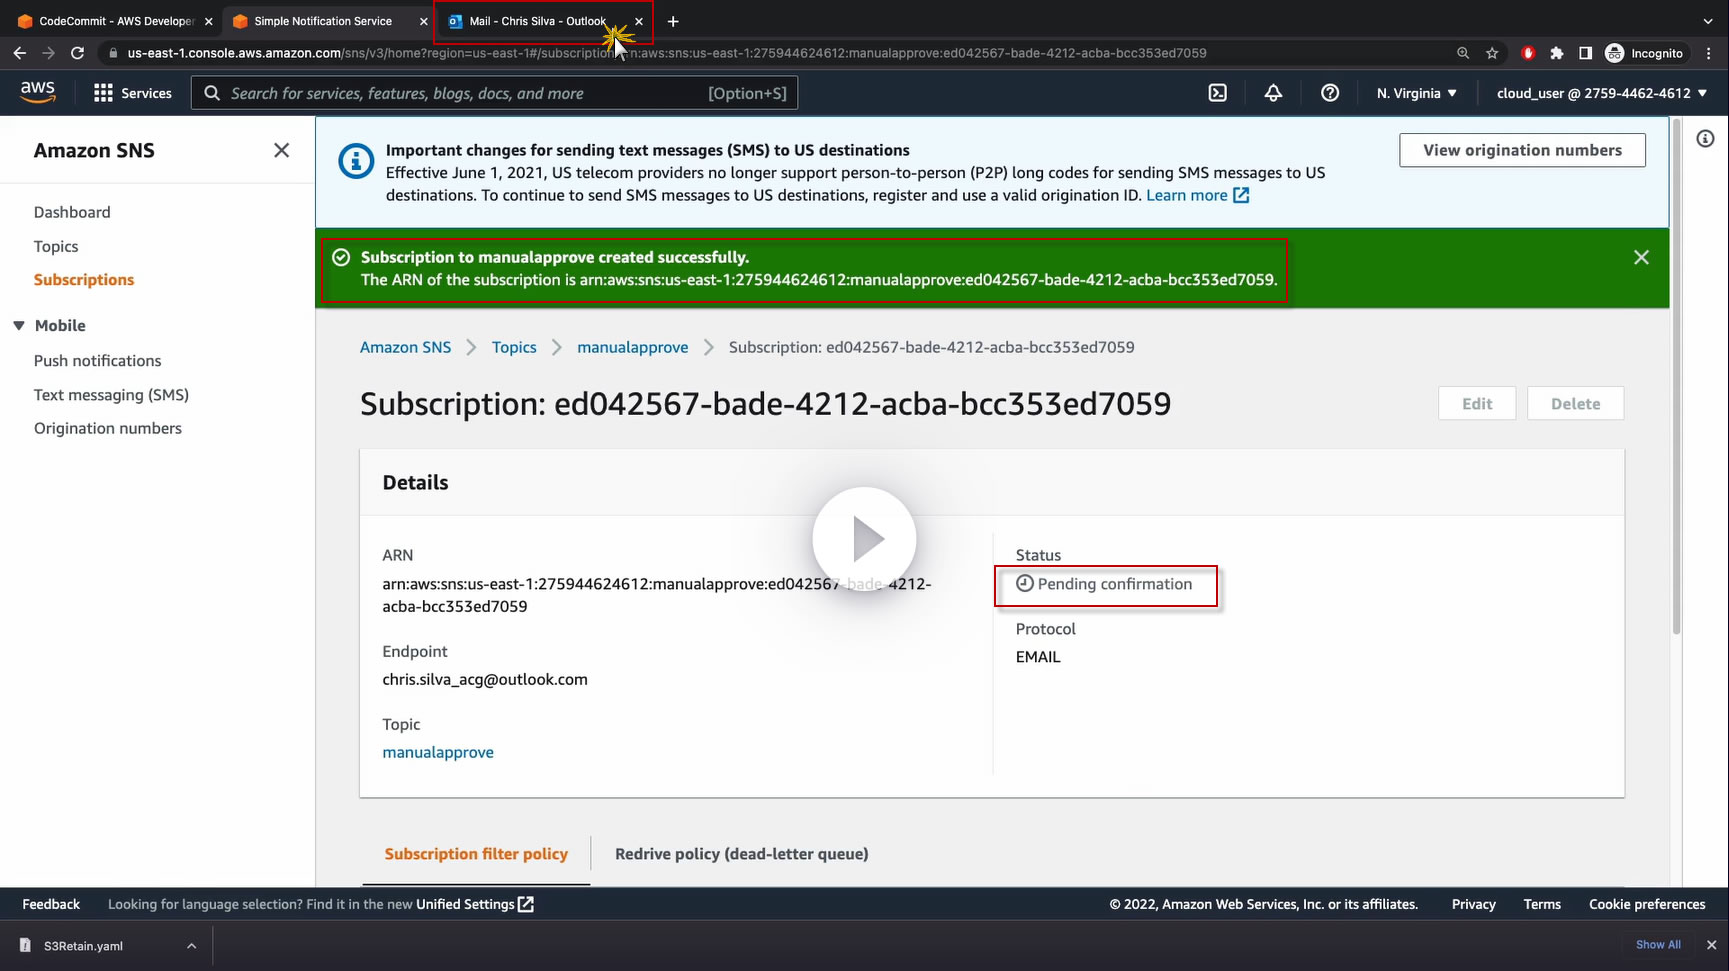 CodeCommit - AWS Developer
Simple Notification Service
Mail - Chris Silva - Outlook
us-east-1.console.aws.amazon.com/sns/v3/home?region=us-east-1#/subscription
:aws:sns:us-east-1:275944624612:manualapprove:ed042567-bade-4212-acba-bcc353ed7059
Incognito
aws
Services
Search for services, features, blogs, docs, and more
[Option+S]
N. Virginia
cloud_user @ 2759-4462-4612
Amazon SNS
Dashboard
Topics
Subscriptions
Mobile
Push notifications
Text messaging (SMS)
Origination numbers
Important changes for sending text messages (SMS) to US destinations
Effective June 1, 2021, US telecom providers no longer support person-to-person (P2P) long codes for sending SMS messages to US
destinations. To continue to send SMS messages to US destinations, register and use a valid origination ID. Learn more
View origination numbers
Subscription to manualapprove created successfully.
The ARN of the subscription is arn:aws:sns:us-east-1:275944624612:manualapprove:ed042567-bade-4212-acba-bcc353ed7059.
Amazon SNS
Topics
manualapprove
Subscription: ed042567-bade-4212-acba-bcc353ed7059
Subscription: ed042567-bade-4212-acba-bcc353ed7059
Edit
Delete
Details
ARN
arn:aws:sns:us-east-1:275944624612:manualapprove:ed042567-bade-4212-
acba-bcc353ed7059
Endpoint
chris.silva_acg@outlook.com
Topic
manualapprove
Status
Pending confirmation
Protocol
EMAIL
Subscription filter policy
Redrive policy (dead-letter queue)
Feedback
Looking for language selection? Find it in the new Unified Settings
© 2022, Amazon Web Services, Inc. or its affiliates.
Privacy
Terms
Cookie preferences
S3Retain.yaml
Show All